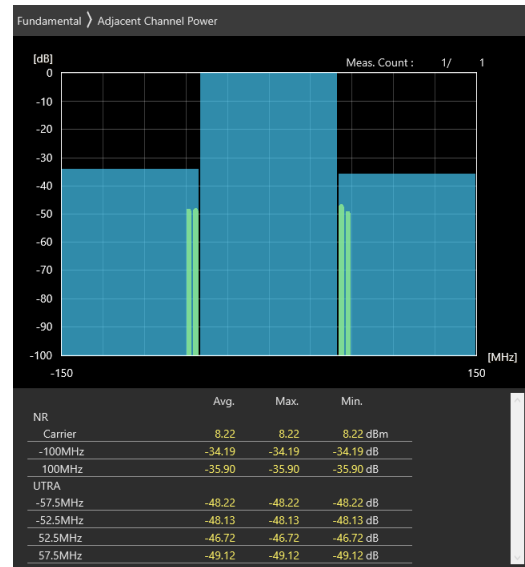 Fundamental 〉 Adjacent Channel Power
[dB]
Meas. Count : 1/ 1
0
-10
-20
-30
-40
-50
-60
-70
-80
-90
-100
[MHz]
-150 150
Avg. Max. Min.
NR
Carrier 8.22 8.22 8.22 dBm
-100MHz -34.19 -34.19 -34.19 dB
100MHz -35.90 -35.90 -35.90 dB
UTRA
-57.5MHz -48.22 -48.22 -48.22 dB
-52.5MHz -48.13 -48.13 -48.13 dB
52.5MHz -46.72 -46.72 -46.72 dB
57.5MHz -49.12 -49.12 -49.12 dB